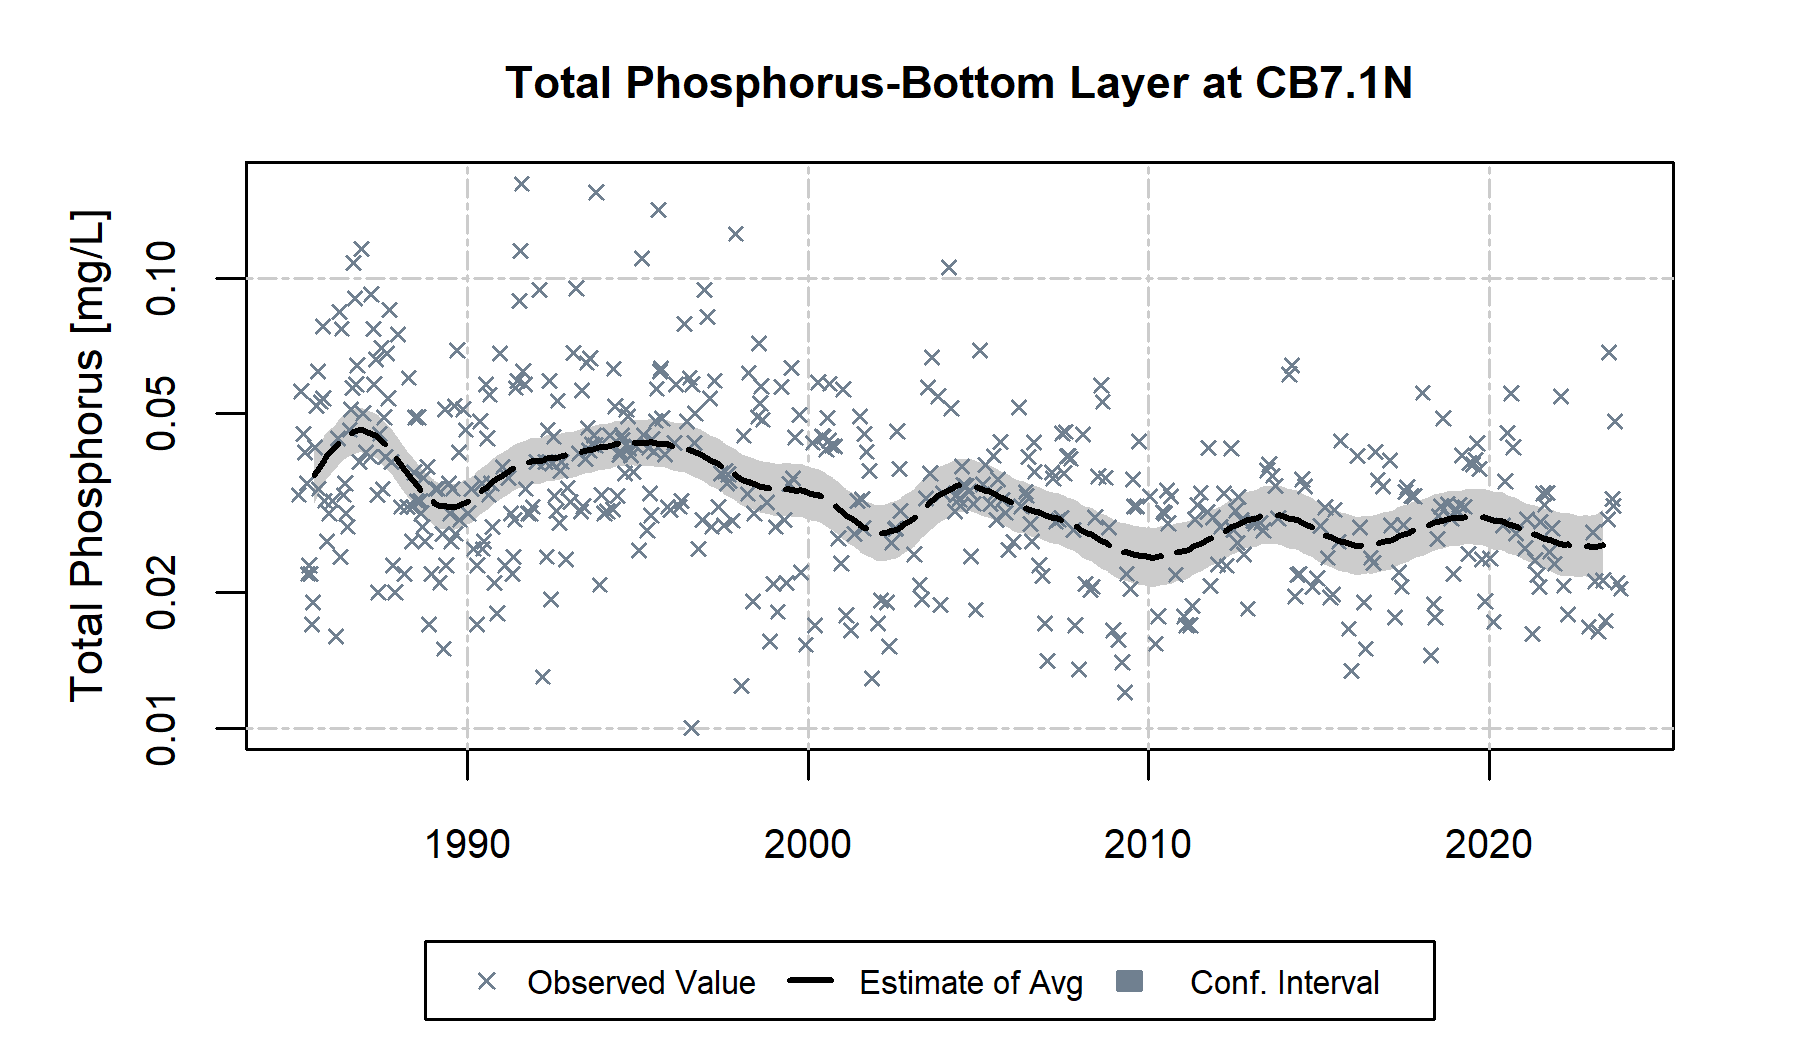 Total Phosphorus-Bottom Layer at CB7.1N
Total Phosphorus [mg/L]
0.10
0.05
0.02
0.01
1990 2000 2010 2020
Observed Value Estimate of Avg Conf. Interval